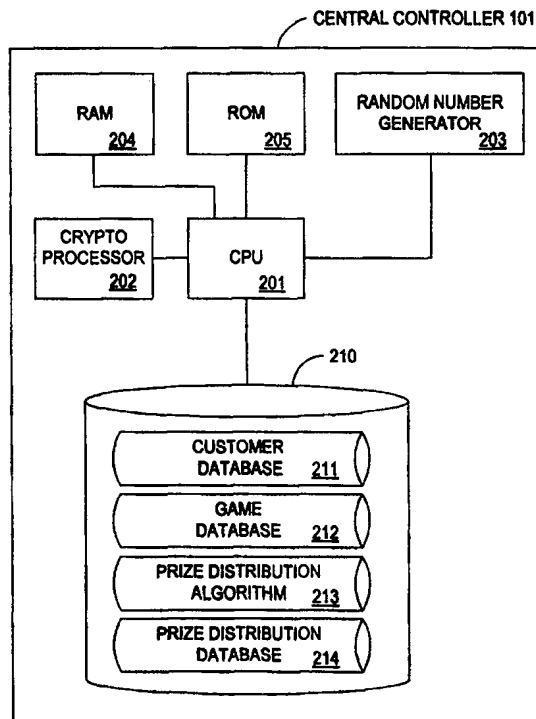 CENTRAL CONTROLLER 101
RAM
204
ROM
205
RANDOM NUMBER
GENERATOR
203
CRYPTO
PROCESSOR
202
CPU
201
210
CUSTOMER
DATABASE
211
GAME
DATABASE
212
PRIZE DISTRIBUTION
ALGORITHM
213
PRIZE DISTRIBUTION
DATABASE
214